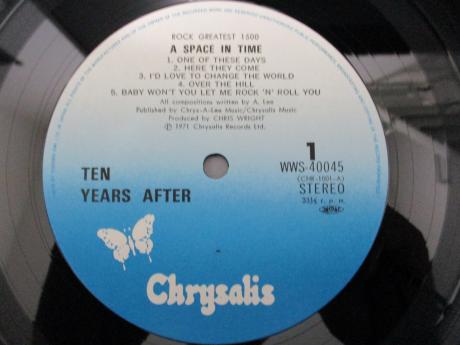 ROCK GREATEST 1500
A SPACE IN TIME
1. ONE OF THESE DAYS
2. HERE THEY COME
3. I'D LOVE TO CHANGE THE WORLD
4. OVER THE HILL
5. BABY WON'T YOU LET ME ROCK 'N' ROLL YOU
All compositions written by A. Lee
Published by Chrys-A-Lee Music/Chrysalis Music
Produced by CHRIS WRIGHT
Ⓟ 1971 Chrysalis Records Ltd.
TEN
YEARS AFTER
1
WWS-40045
(CHR-1001-A)
STEREO
33⅓ r. p. m.
Chrysalis